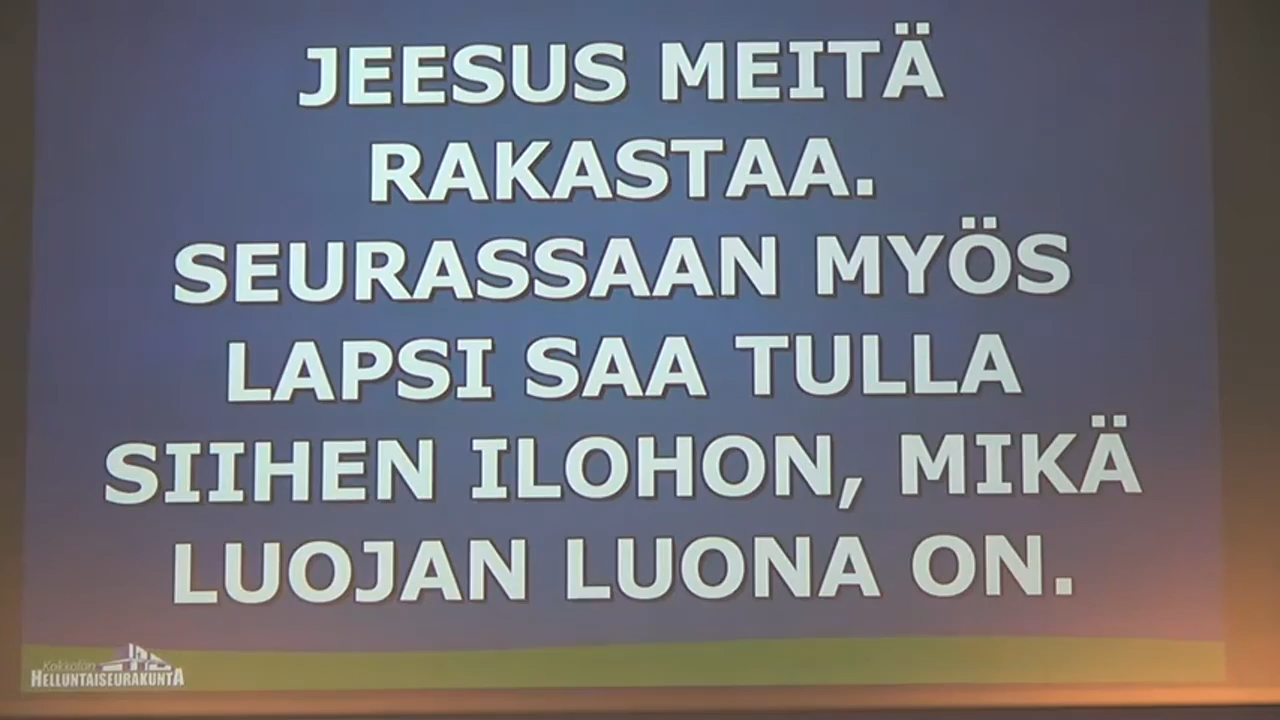 JEESUS MEITÄ
RAKASTAA.
SEURASSAAN MYÖS
LAPSI SAA TULLA
SIIHEN ILOHON, MIKÄ
LUOJAN LUONA ON.
Kokkolan
HELLUNTAISEURAKUNTA